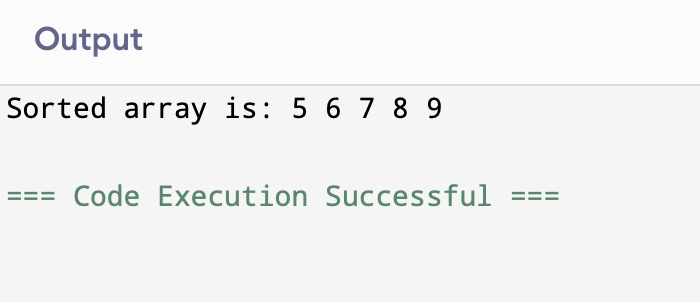 Output
Sorted array is: 5 6 7 8 9
=== Code Execution Successful ===